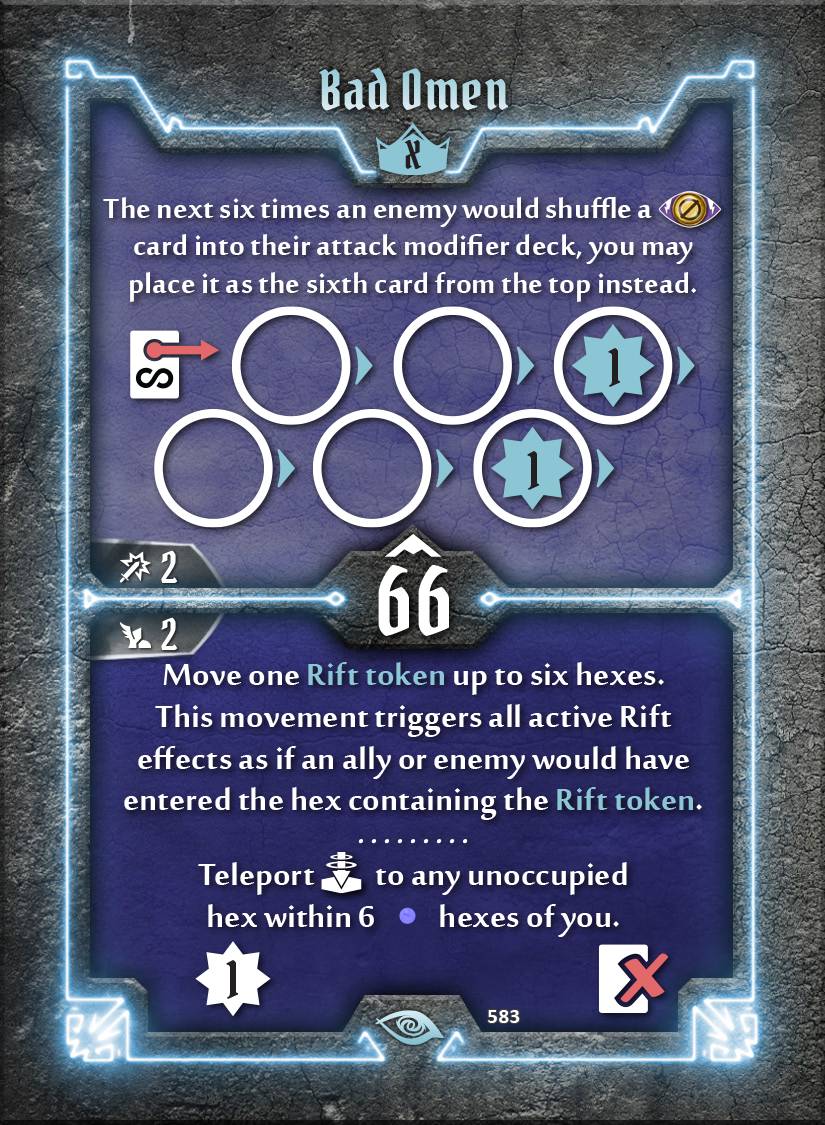 Bad Omen
X
The next six times an enemy would shuffle a
card into their attack modifier deck, you may
place it as the sixth card from the top instead.
1
1
2
66
2
Move one Rift token up to six hexes.
This movement triggers all active Rift
effects as if an ally or enemy would have
entered the hex containing the Rift token.
.........
Teleport to any unoccupied
hex within 6 hexes of you.
1
583